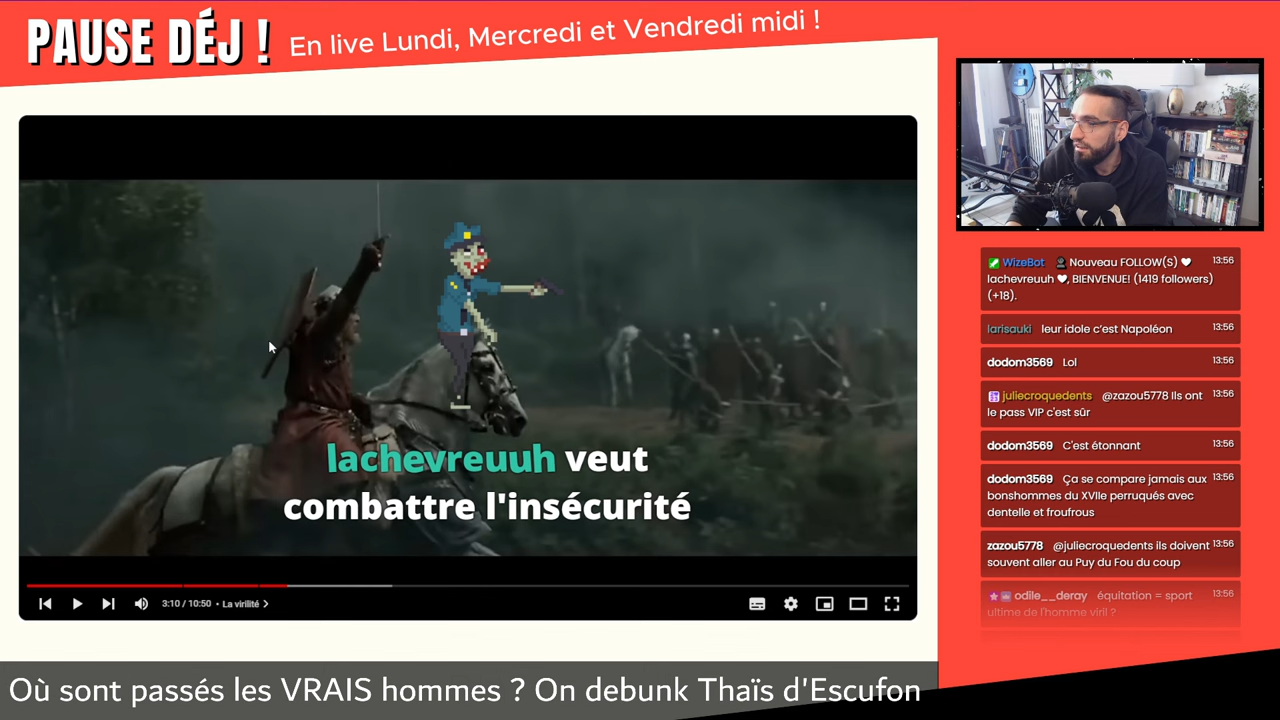 PAUSE DÉJ !
En live Lundi, Mercredi et Vendredi midi !
lachevreuuh veut
combattre l'insécurité
3:10 / 10:50 • La virilité
WizeBot Nouveau FOLLOW(S) 13:56
lachevreuuh , BIENVENUE! (1419 followers)
(+18).
larisauki leur idole c'est Napoléon 13:56
dodom3569 Lol 13:56
juliecroquedents @zazou5778 Ils ont 13:56
le pass VIP c'est sûr
dodom3569 C'est étonnant 13:56
dodom3569 Ça se compare jamais aux 13:56
bonshommes du XVIIe perruqués avec
dentelle et froufrous
zazou5778 @juliecroquedents ils doivent 13:56
souvent aller au Puy du Fou du coup
odile__deray équitation = sport 13:56
ultime de l'homme viril ?
Où sont passés les VRAIS hommes ? On debunk Thaïs d'Escufon